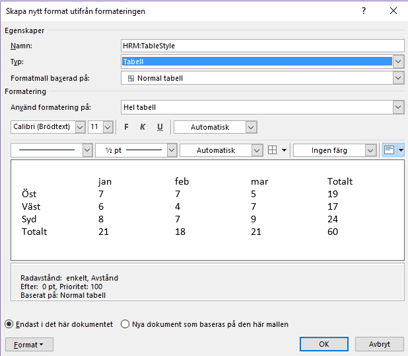 Skapa nytt format utifrån formateringen
? ×
Egenskaper
Namn: HRM:TableStyle
Typ: Tabell
Formatmall baserad på: Normal tabell
Formatering
Använd formatering på: Hel tabell
Calibri (Brödtext) 11 F K U Automatisk
½ pt Automatisk Ingen färg
jan feb mar Totalt
Öst 7 7 5 19
Väst 6 4 7 17
Syd 8 7 9 24
Totalt 21 18 21 60
Radavstånd: enkelt, Avstånd
Efter: 0 pt, Prioritet: 100
Baserat på: Normal tabell
Endast i det här dokumentet Nya dokument som baseras på den här mallen
Format OK Avbryt